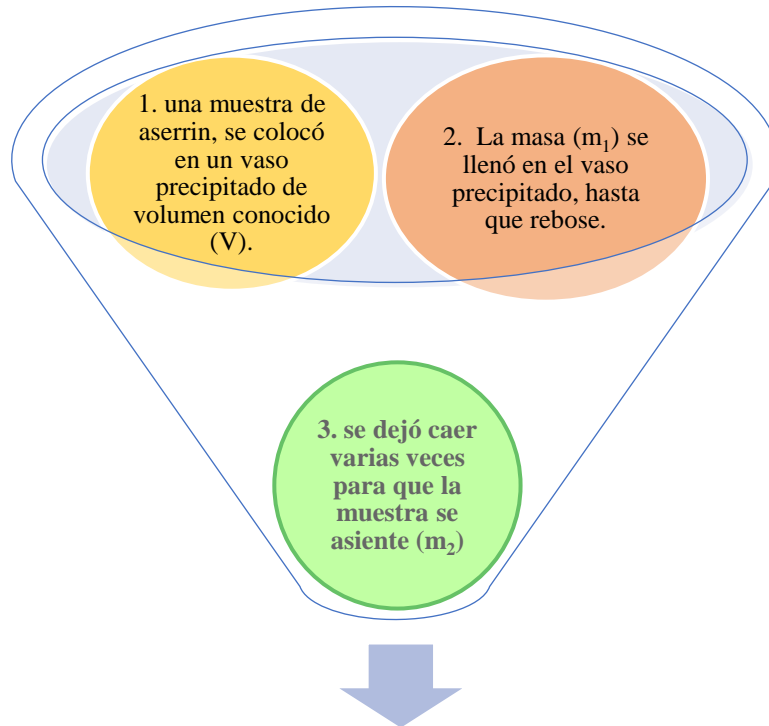 1. una muestra de
aserrin, se colocó
en un vaso
precipitado de
volumen conocido
(V).
2. La masa (m₁) se
llenó en el vaso
precipitado, hasta
que rebose.
3. se dejó caer
varias veces
para que la
muestra se
asiente (m₂)